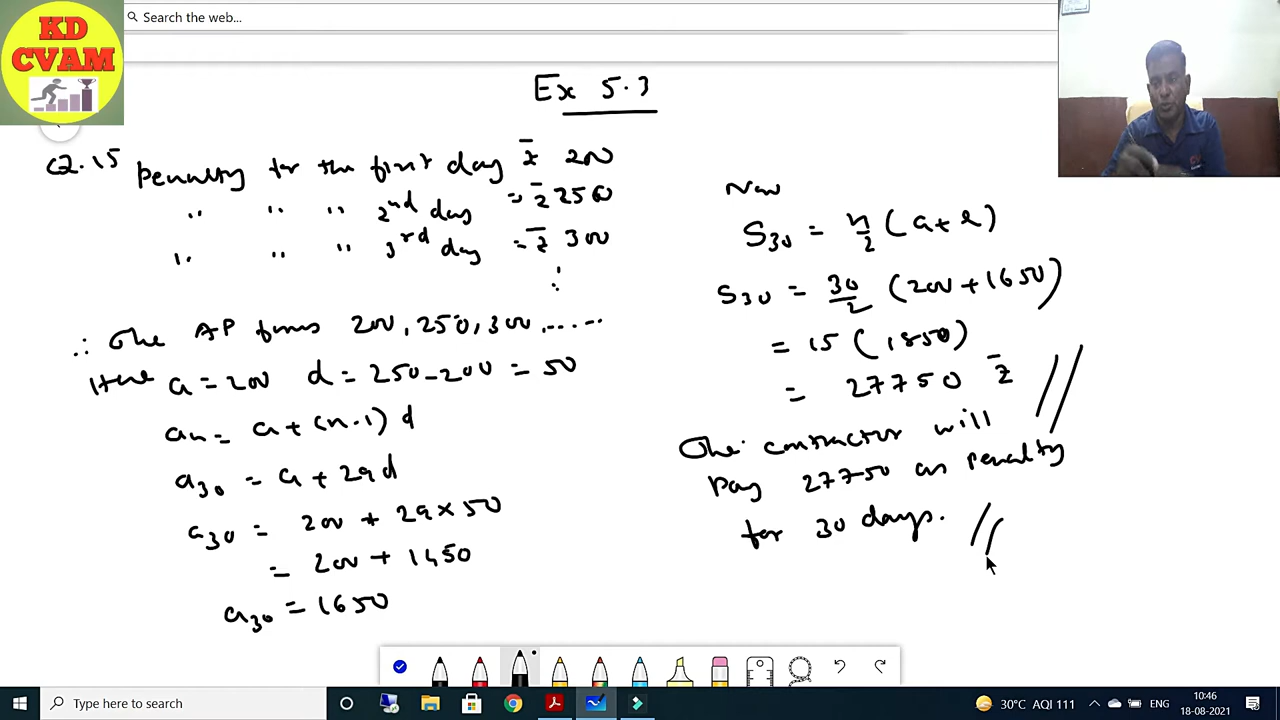 Search the web...
KD
CVAM
Ex 5.3
Q.15 Penalty for the first day ₹ 200
" " " 2nd day = ₹ 250
" " " 3rd day = ₹ 300
∴ The AP forms 200, 250, 300, ......
Here a = 200 d = 250 - 200 = 50
an = a + (n-1) d
a30 = a + 29d
a30 = 200 + 29 × 50
= 200 + 1450
a30 = 1650
Now
S30 = n/2 (a + l)
S30 = 30/2 (200 + 1650)
= 15 (1850)
= 27750 ₹
The contractor will
pay 27750 as penalty
for 30 days.
Type here to search
30°C AQI 111
ENG
10:46
18-08-2021